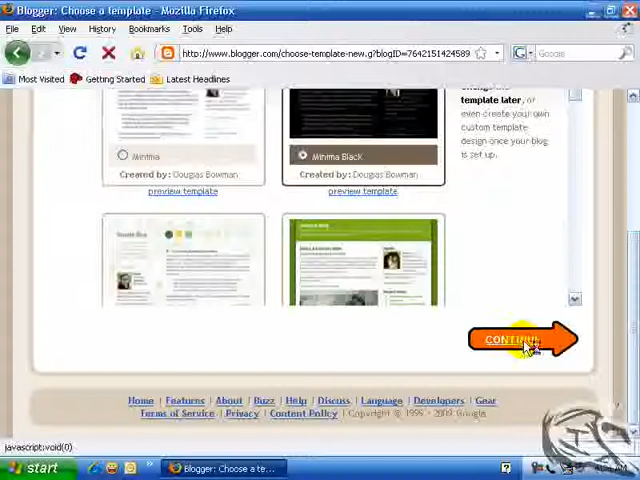 Blogger: Choose a template - Mozilla Firefox
File Edit View History Bookmarks Tools Help
http://www.blogger.com/choose-template-new.g?blogID=7642151424589
Google
Most Visited Getting Started Latest Headlines
change the
template later, or
even create your own
custom template
design once your blog
is set up.
Minima
Minima Black
Created by: Douglas Bowman
Created by: Douglas Bowman
preview template
preview template
CONTINUE
Home | Features | About | Buzz | Help | Discuss | Language | Developers | Gear
Terms of Service | Privacy | Content Policy | Copyright © 1999 - 2009 Google
javascript:void(0)
start
Blogger: Choose a te...